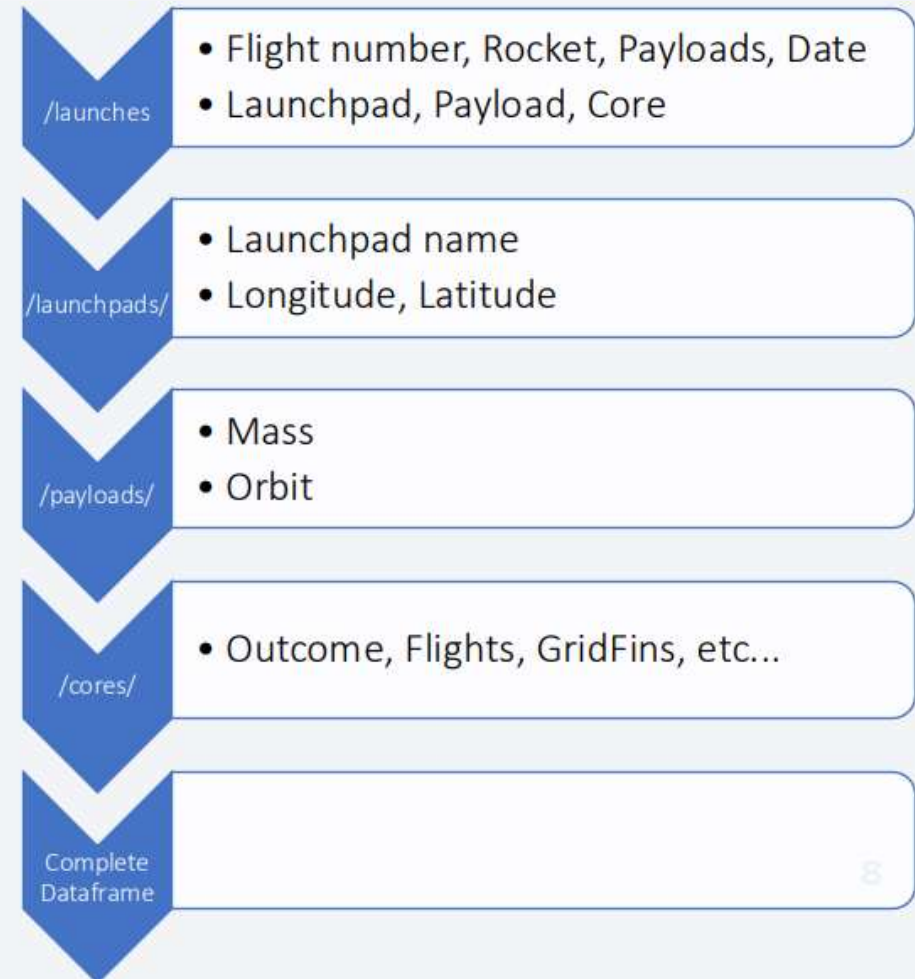 /launches
• Flight number, Rocket, Payloads, Date
• Launchpad, Payload, Core
/launchpads/
• Launchpad name
• Longitude, Latitude
/payloads/
• Mass
• Orbit
/cores/
• Outcome, Flights, GridFins, etc...
Complete
Dataframe
8